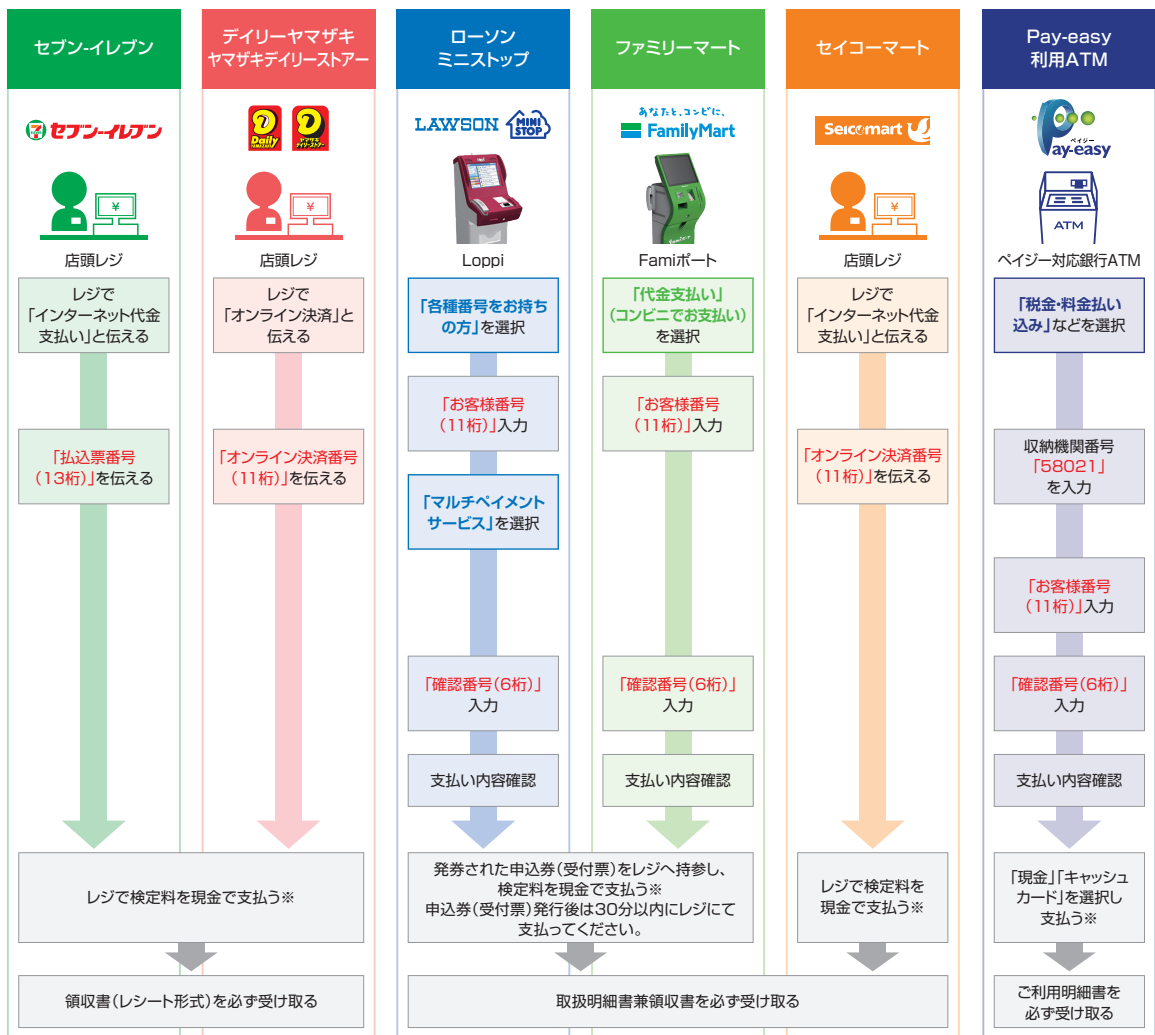 セブン-イレブン
セブン-イレブン
¥
店頭レジ
レジで
「インターネット代金
支払い」と伝える
「払込票番号
(13桁)」を伝える
デイリーヤマザキ
ヤマザキデイリーストアー
Daily
YAMAZAKI
ヤマザキ
デイリーストアー
¥
店頭レジ
レジで
「オンライン決済」と
伝える
「オンライン決済番号
(11桁)」を伝える
レジで検定料を現金で支払う※
領収書(レシート形式)を必ず受け取る
ローソン
ミニストップ
LAWSON
MINI
STOP
Loppi
「各種番号をお持ち
の方」を選択
「お客様番号
(11桁)」入力
「マルチペイメント
サービス」を選択
「確認番号(6桁)」
入力
支払い内容確認
ファミリーマート
あなたと、コンビに、
FamilyMart
Famiポート
「代金支払い」
(コンビニでお支払い)
を選択
「お客様番号
(11桁)」入力
「確認番号(6桁)」
入力
支払い内容確認
発券された申込券(受付票)をレジへ持参し、
検定料を現金で支払う※
申込券(受付票)発行後は30分以内にレジにて
支払ってください。
セイコーマート
Seicomart
¥
店頭レジ
レジで
「インターネット代金
支払い」と伝える
「オンライン決済番号
(11桁)」を伝える
レジで検定料を
現金で支払う※
取扱明細書兼領収書を必ず受け取る
Pay-easy
利用ATM
ペイジー
Pay-easy
ATM
ペイジー対応銀行ATM
「税金・料金払い
込み」などを選択
収納機関番号
「58021」
を入力
「お客様番号
(11桁)」入力
「確認番号(6桁)」
入力
支払い内容確認
「現金」「キャッシュ
カード」を選択し
支払う※
ご利用明細書を
必ず受け取る